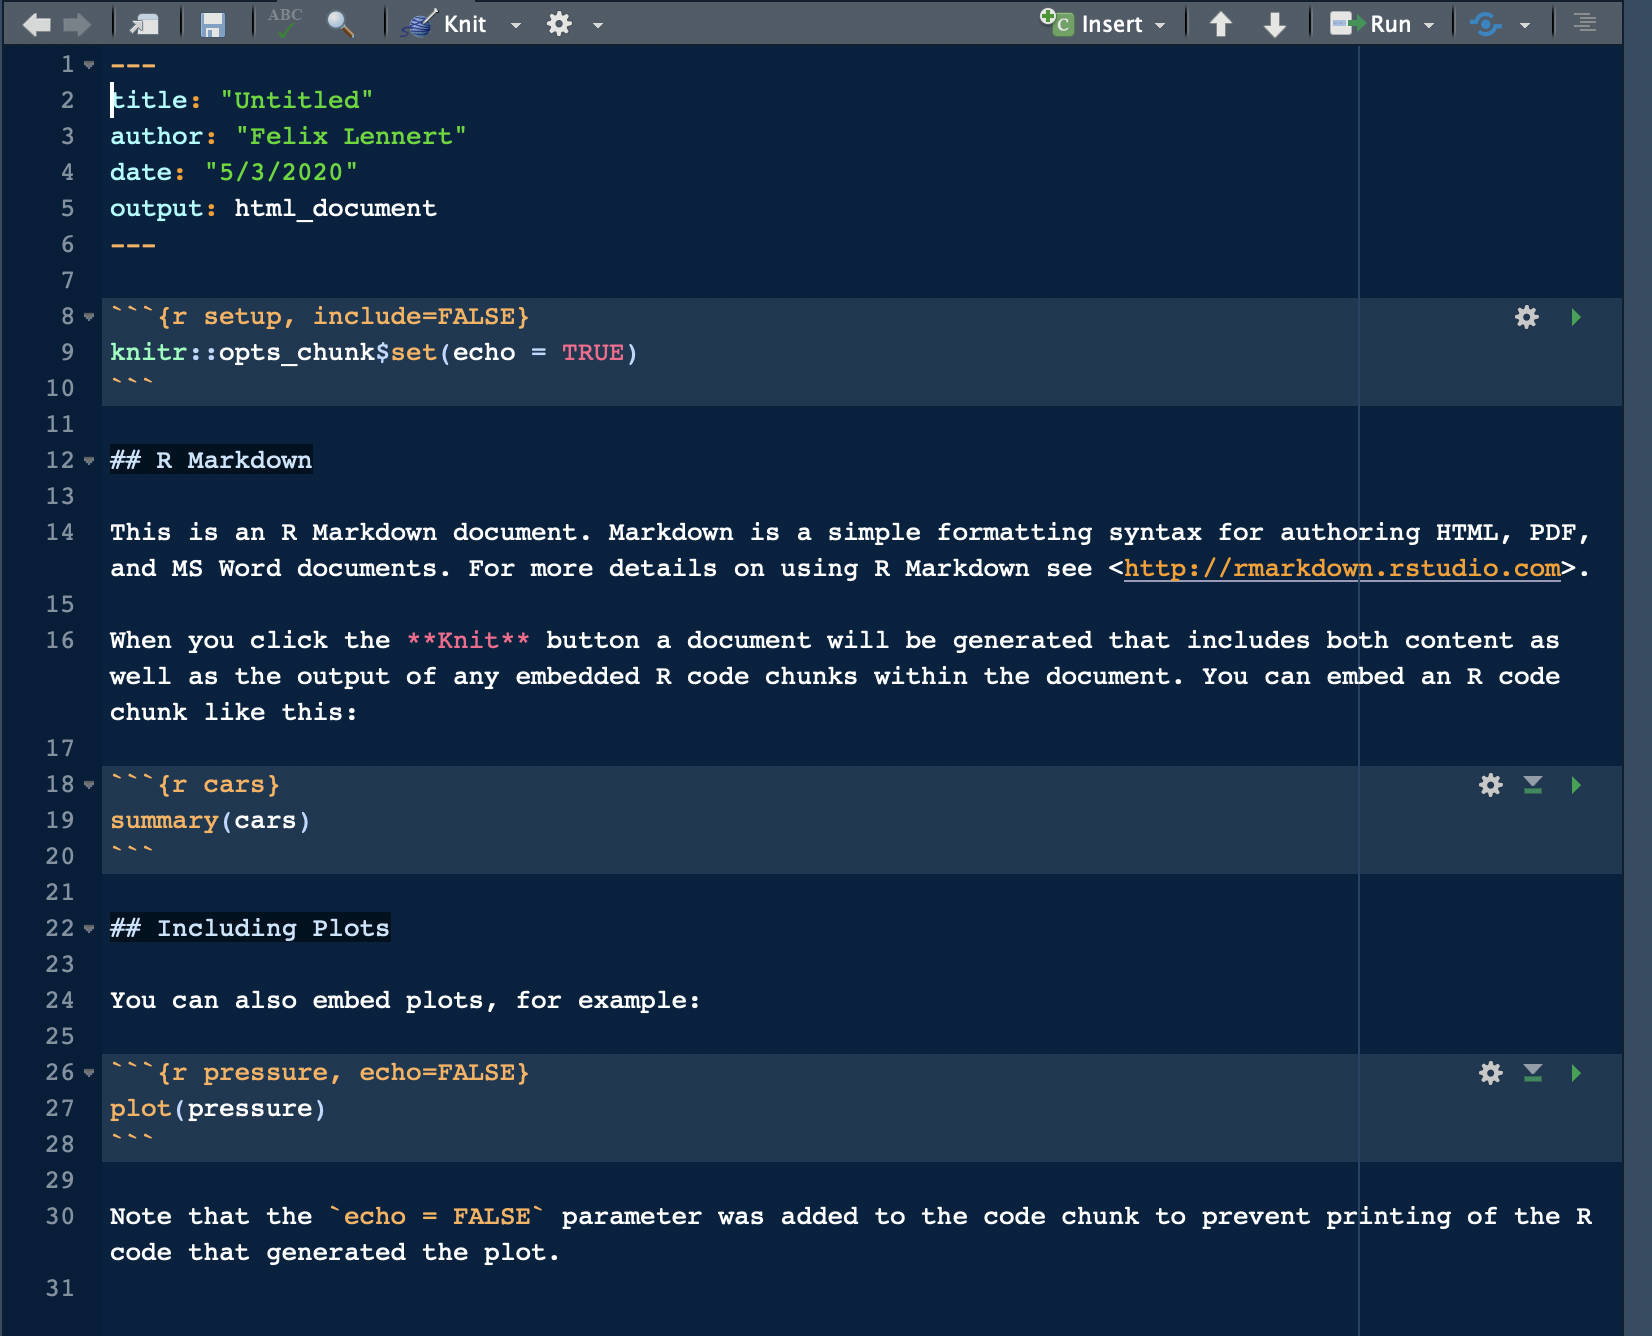 ABC Knit Insert Run
1 ---
2 title: "Untitled"
3 author: "Felix Lennert"
4 date: "5/3/2020"
5 output: html_document
6 ---
7
8 ```{r setup, include=FALSE}
9 knitr::opts_chunk$set(echo = TRUE)
10 ```
11
12 ## R Markdown
13
14 This is an R Markdown document. Markdown is a simple formatting syntax for authoring HTML, PDF,
and MS Word documents. For more details on using R Markdown see <http://rmarkdown.rstudio.com>.
15
16 When you click the **Knit** button a document will be generated that includes both content as
well as the output of any embedded R code chunks within the document. You can embed an R code
chunk like this:
17
18 ```{r cars}
19 summary(cars)
20 ```
21
22 ## Including Plots
23
24 You can also embed plots, for example:
25
26 ```{r pressure, echo=FALSE}
27 plot(pressure)
28 ```
29
30 Note that the `echo = FALSE` parameter was added to the code chunk to prevent printing of the R
code that generated the plot.
31